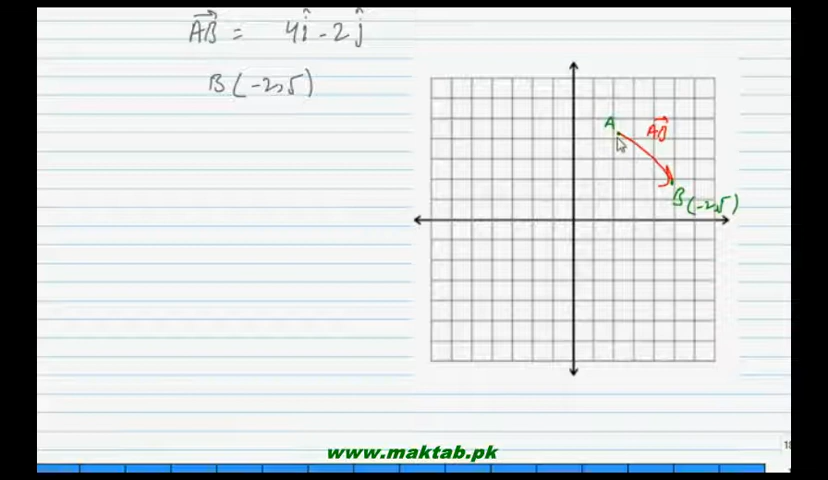 AB = 4i - 2j
B (-2, 5)
A
AB
B (-2, 5)
www.maktab.pk